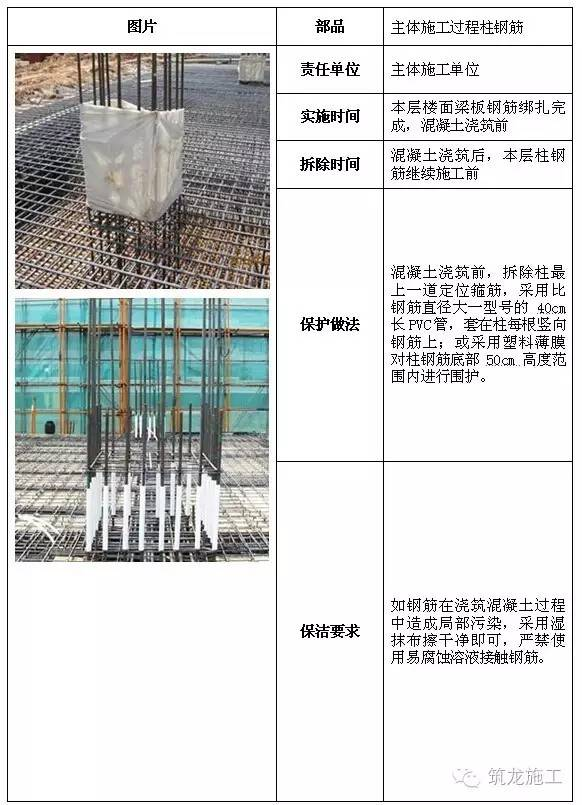 图片
部品
主体施工过程柱钢筋
责任单位
主体施工单位
实施时间
本层楼面梁板钢筋绑扎完
成，混凝土浇筑前
拆除时间
混凝土浇筑后，本层柱钢
筋继续施工前
保护做法
混凝土浇筑前，拆除柱最
上一道定位箍筋，采用比
钢筋直径大一型号的 40cm
长PVC管，套在柱每根竖向
钢筋上；或采用塑料薄膜
对柱钢筋底部 50cm 高度范
围内进行围护。
保洁要求
如钢筋在浇筑混凝土过程
中造成局部污染，采用湿
抹布擦干净即可，严禁使
用易腐蚀溶液接触钢筋。
筑龙施工